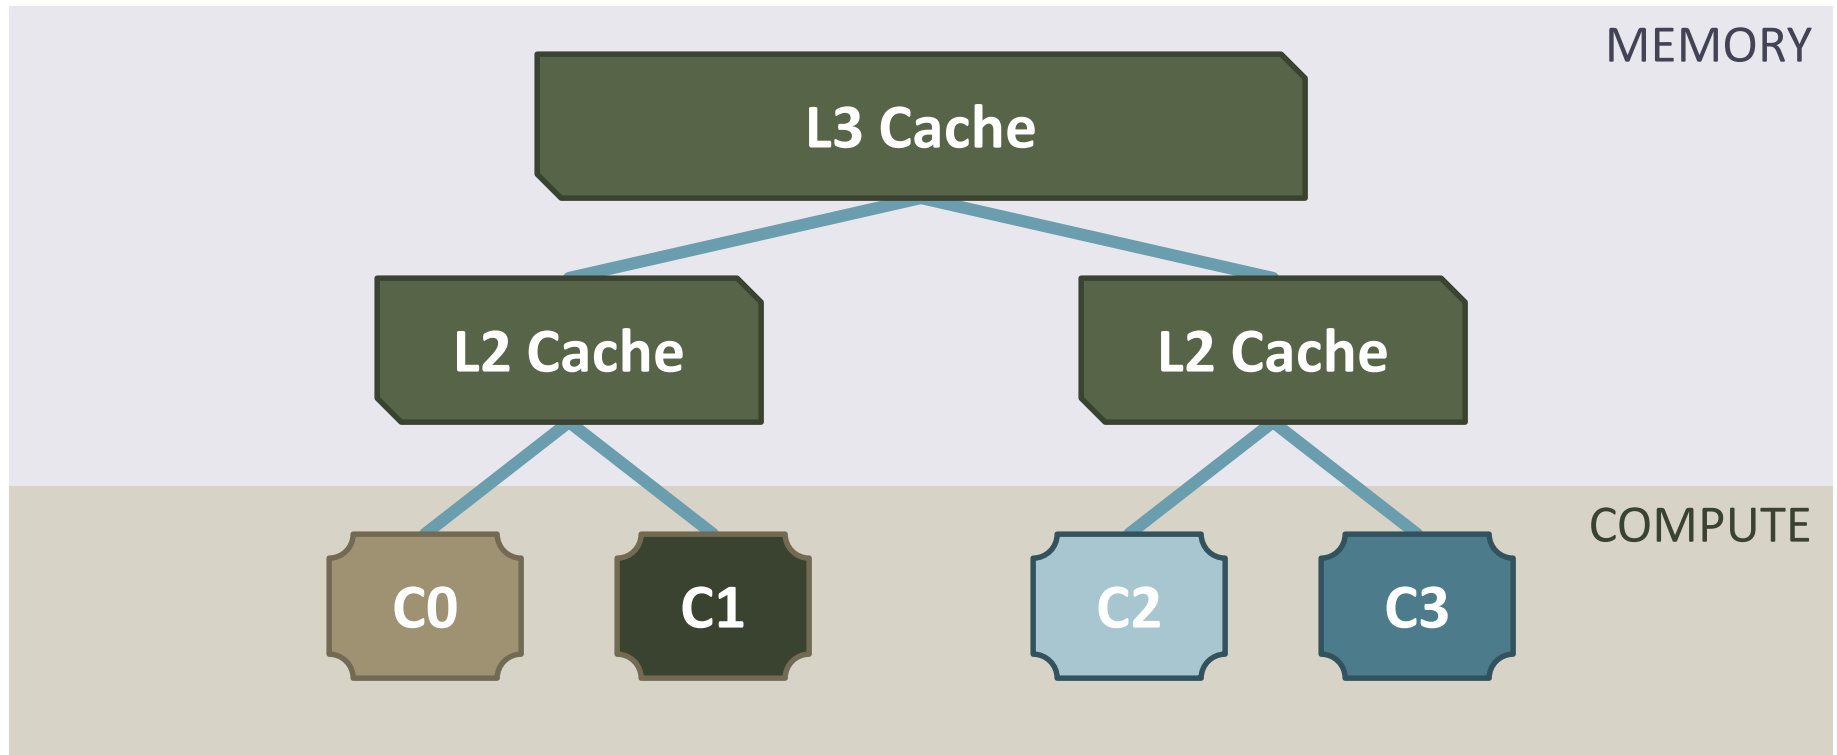 MEMORY
L3 Cache
L2 Cache
L2 Cache
COMPUTE
C0
C1
C2
C3